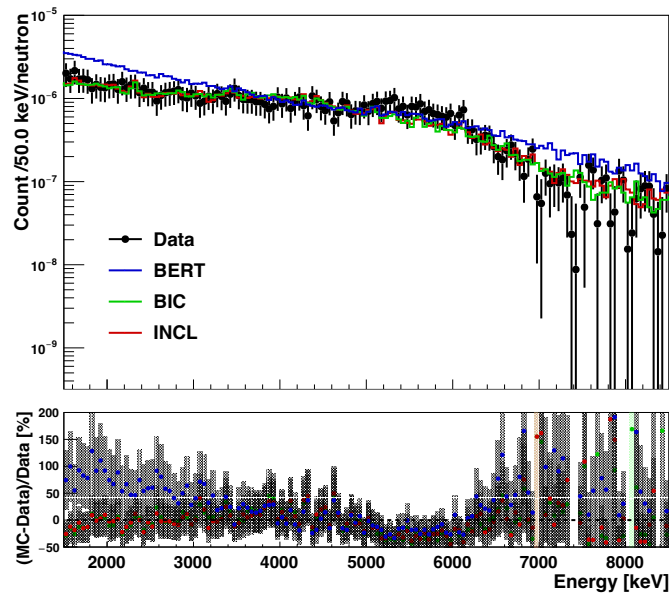 Count /50.0 keV/neutron
10⁻⁵
10⁻⁶
10⁻⁷
10⁻⁸
10⁻⁹
Data
BERT
BIC
INCL
(MC-Data)/Data [%]
200
150
100
50
0
−50
2000 3000 4000 5000 6000 7000 8000
Energy [keV]